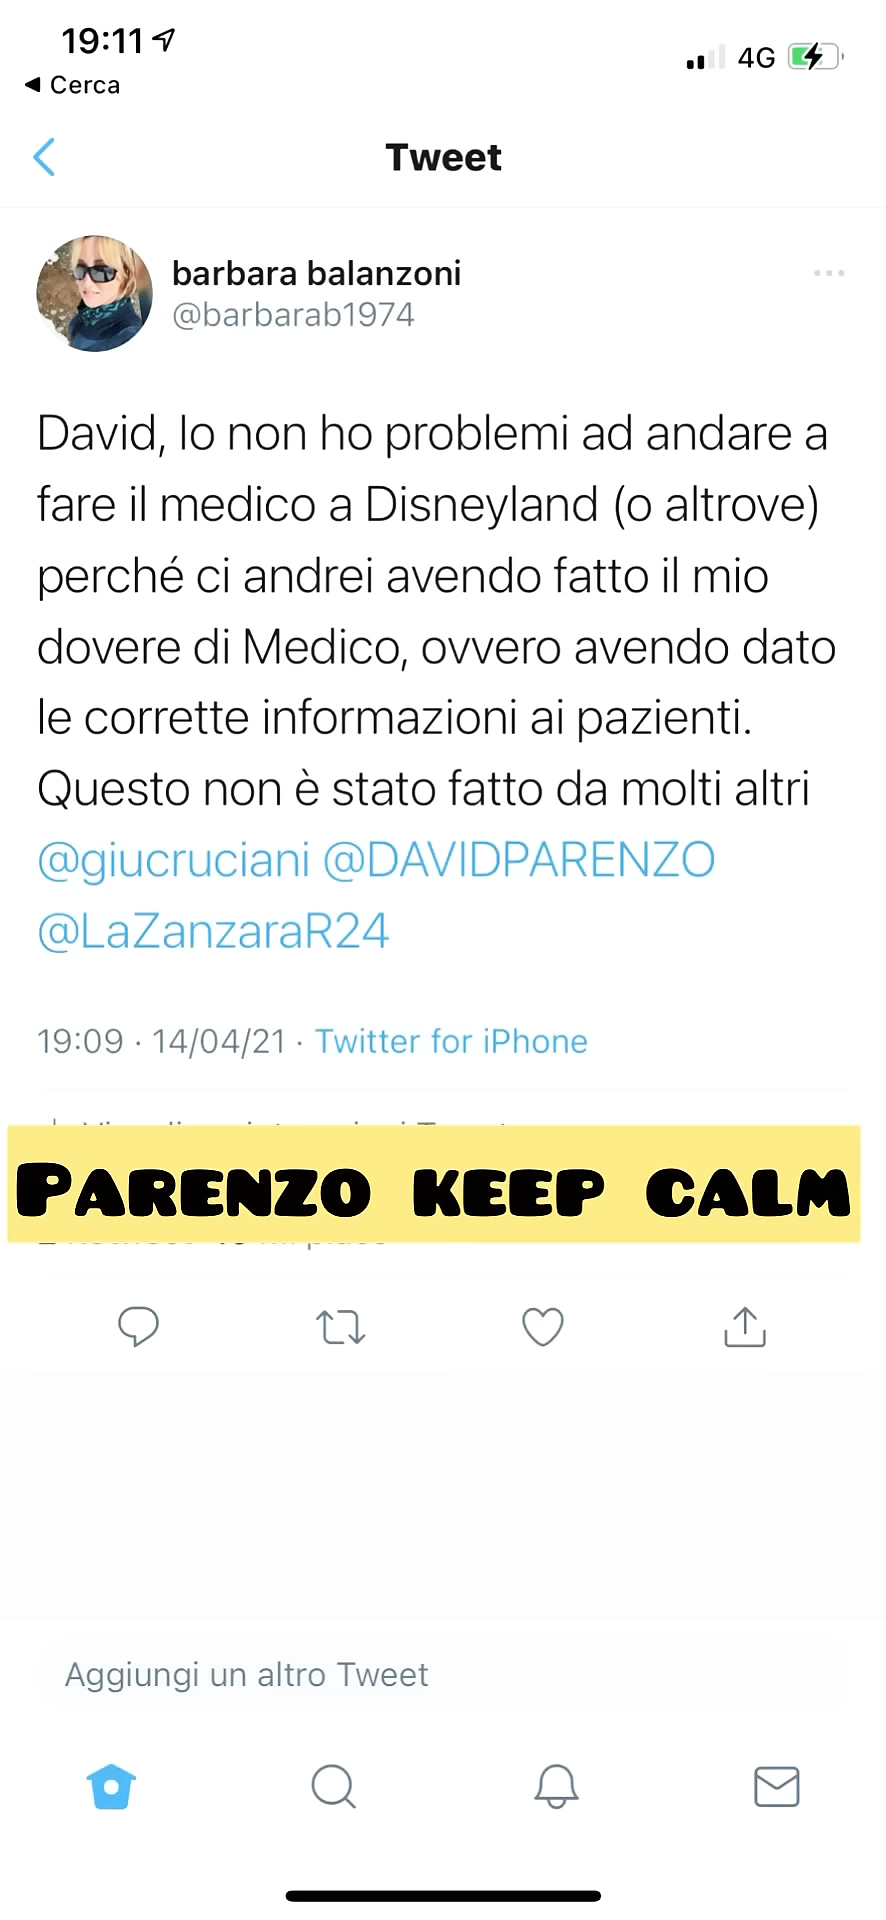 19:11
4G
Cerca
Tweet
barbara balanzoni
@barbarab1974
David, Io non ho problemi ad andare a
fare il medico a Disneyland (o altrove)
perché ci andrei avendo fatto il mio
dovere di Medico, ovvero avendo dato
le corrette informazioni ai pazienti.
Questo non è stato fatto da molti altri
@giucruciani @DAVIDPARENZO
@LaZanzaraR24
19:09 · 14/04/21 · Twitter for iPhone
PARENZO KEEP CALM
Aggiungi un altro Tweet